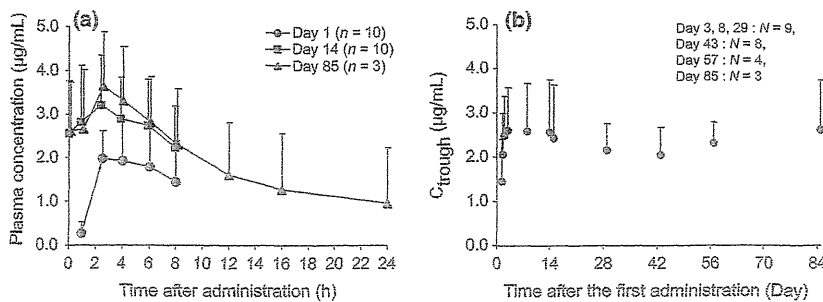 (a)
Plasma concentration (µg/mL)
5.0
4.0
3.0
2.0
1.0
0.0
0 2 4 6 8 10 12 14 16 18 20 22 24
Time after administration (h)
Day 1 (n = 10)
Day 14 (n = 10)
Day 85 (n = 3)
(b)
Ctrough (µg/mL)
5.0
4.0
3.0
2.0
1.0
0.0
0 14 28 42 56 70 84
Time after the first administration (Day)
Day 3, 8, 29 : N = 9,
Day 43 : N = 8,
Day 57 : N = 4,
Day 85 : N = 3